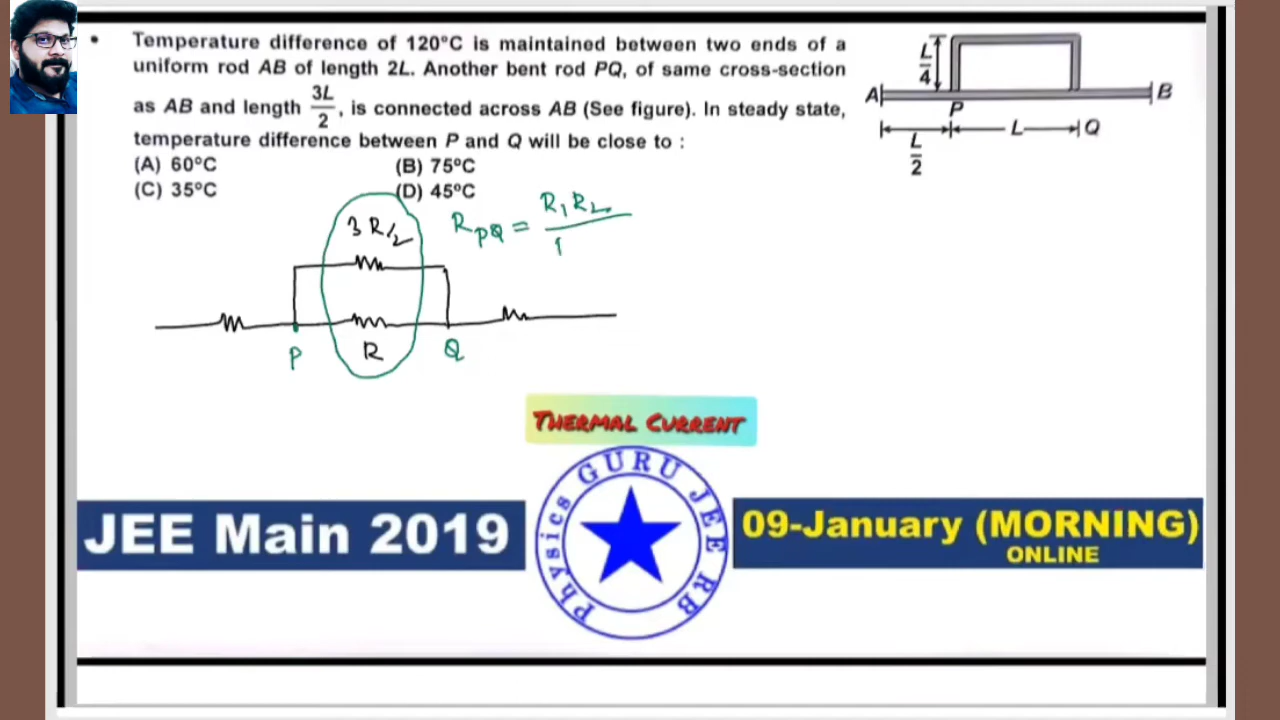 Temperature difference of 120°C is maintained between two ends of a
uniform rod AB of length 2L. Another bent rod PQ, of same cross-section
as AB and length 3L/2, is connected across AB (See figure). In steady state,
temperature difference between P and Q will be close to :
(A) 60°C (B) 75°C
(C) 35°C (D) 45°C
L/4
A B
P
L Q
L/2
3R/2
R_PQ = R₁R₂
P R Q
THERMAL CURRENT
Physics GURU JEE RB
JEE Main 2019
09-January (MORNING)
ONLINE